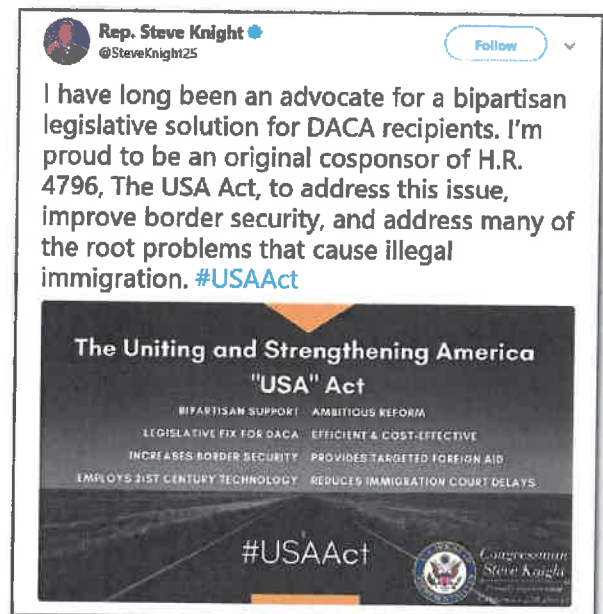 Rep. Steve Knight
@SteveKnight25
Follow
I have long been an advocate for a bipartisan
legislative solution for DACA recipients. I'm
proud to be an original cosponsor of H.R.
4796, The USA Act, to address this issue,
improve border security, and address many of
the root problems that cause illegal
immigration. #USAAct
The Uniting and Strengthening America
"USA" Act
BIPARTISAN SUPPORT AMBITIOUS REFORM
LEGISLATIVE FIX FOR DACA EFFICIENT & COST-EFFECTIVE
INCREASES BORDER SECURITY PROVIDES TARGETED FOREIGN AID
EMPLOYS 21ST CENTURY TECHNOLOGY REDUCES IMMIGRATION COURT DELAYS
#USAAct
Congressman
Steve Knight